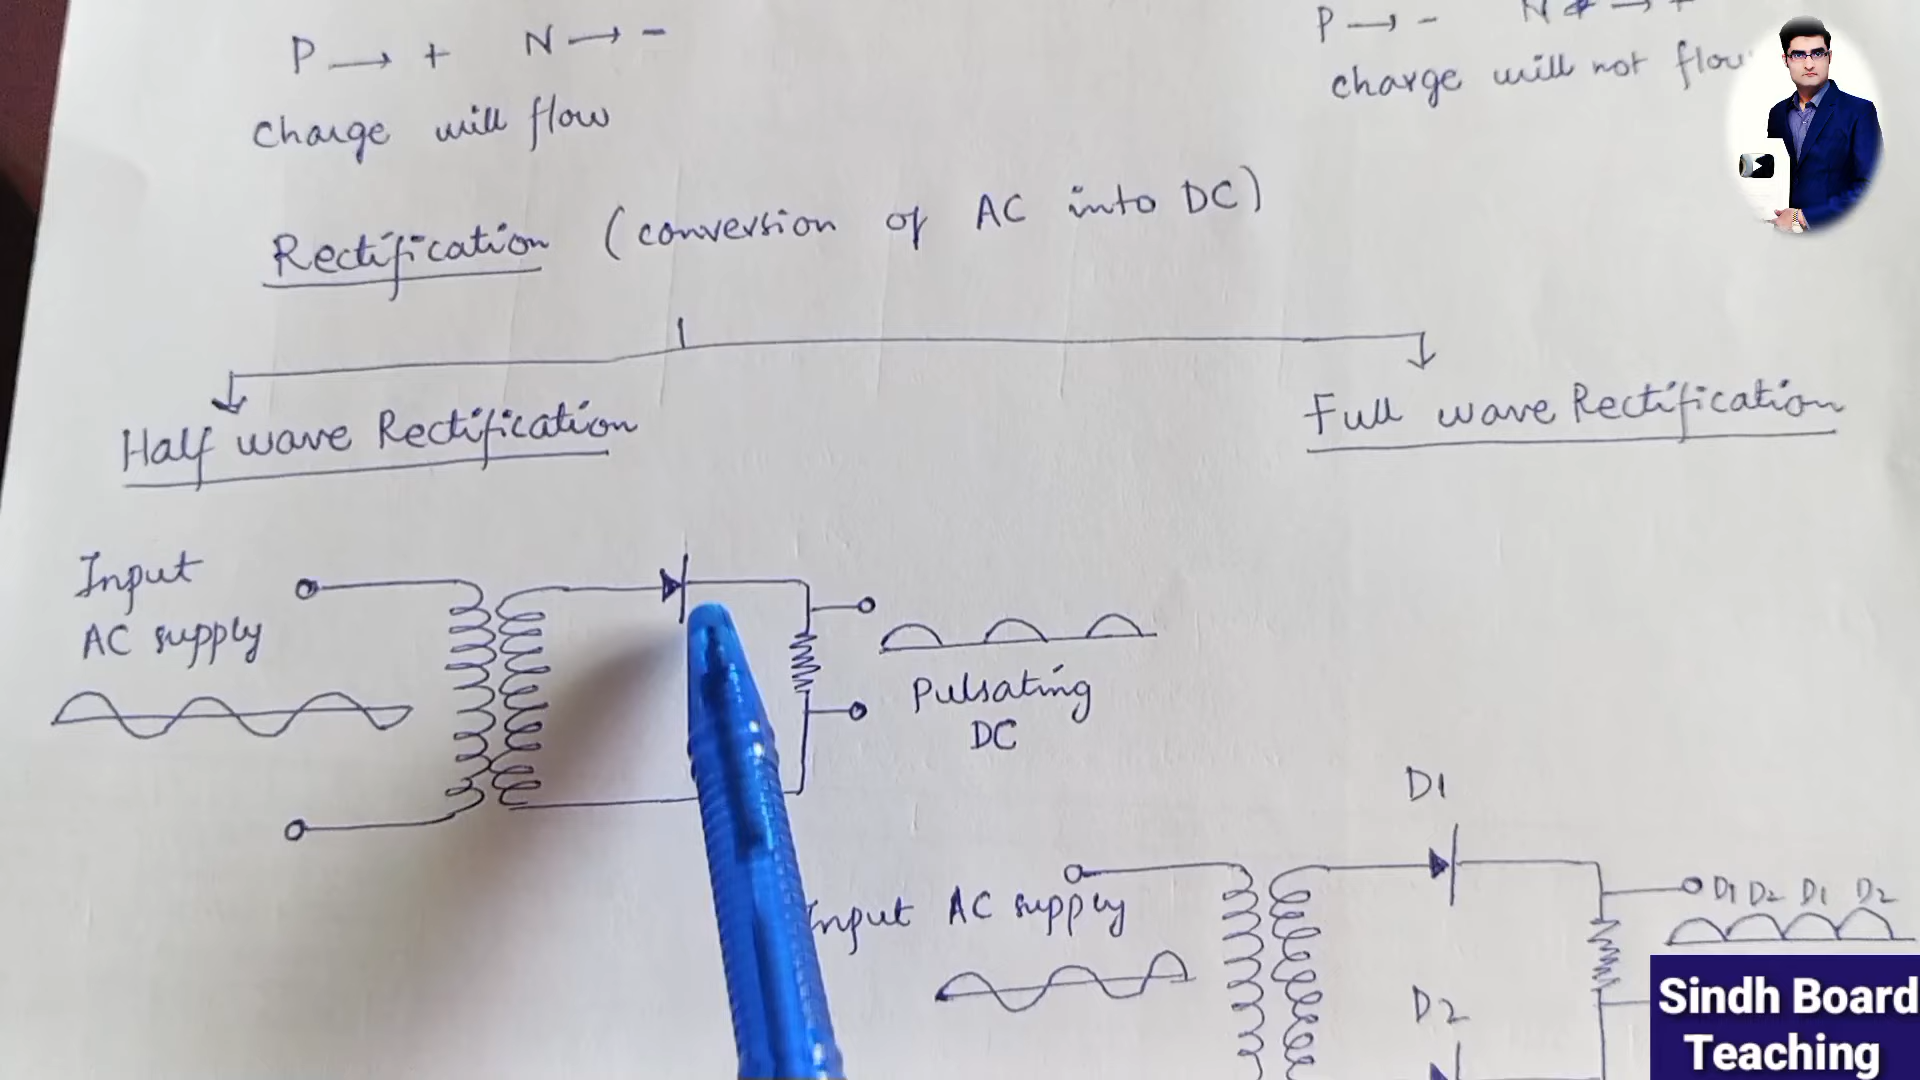 P → + N → -
charge will flow
P → - N → +
charge will not flow
Rectification (conversion of AC into DC)
Half wave Rectification
Full wave Rectification
Input
AC supply
Pulsating
DC
D1
Input AC supply
D1 D2 D1 D2
D2
Sindh Board
Teaching